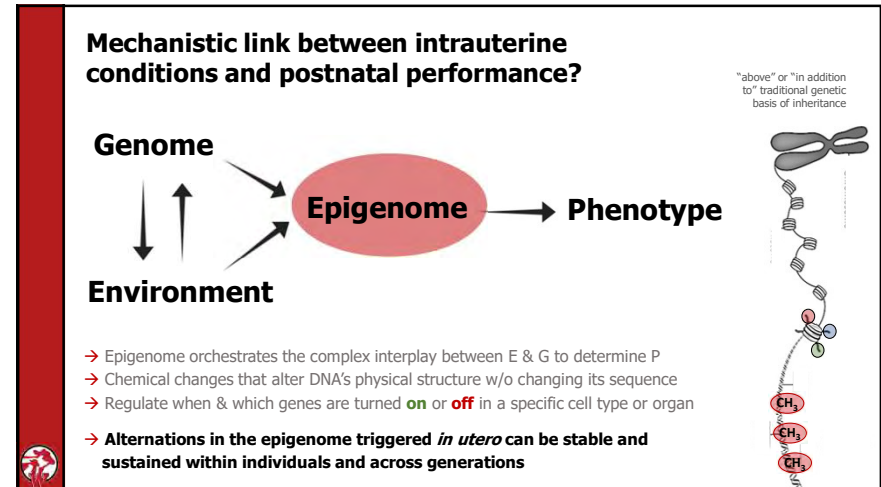 Mechanistic link between intrauterine
conditions and postnatal performance?
"above" or "in addition
to" traditional genetic
basis of inheritance
Genome
Epigenome
Phenotype
Environment
→ Epigenome orchestrates the complex interplay between E & G to determine P
→ Chemical changes that alter DNA's physical structure w/o changing its sequence
→ Regulate when & which genes are turned on or off in a specific cell type or organ
→ Alternations in the epigenome triggered in utero can be stable and
sustained within individuals and across generations
CH3
CH3
CH3